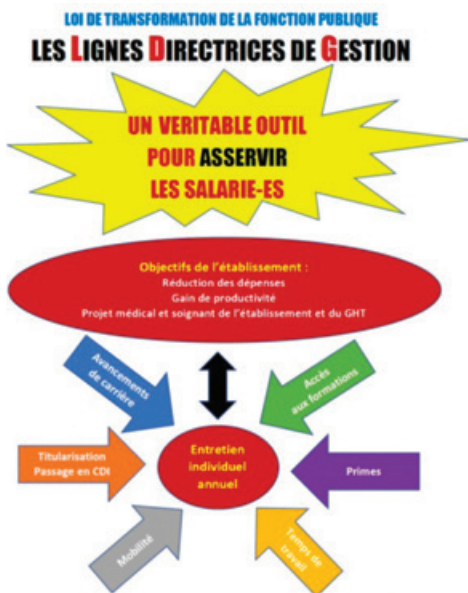 LOI DE TRANSFORMATION DE LA FONCTION PUBLIQUE
LES LIGNES DIRECTRICES DE GESTION
UN VERITABLE OUTIL
POUR ASSERVIR
LES SALARIE-ES
Objectifs de l'établissement :
Réduction des dépenses
Gain de productivité
Projet médical et soignant de l'établissement et du GHT
Avancements
de carrière
Accès
aux formations
Titularisation
Passage en CDI
Entretien
individuel
annuel
Primes
Mobilité
Temps de
travail